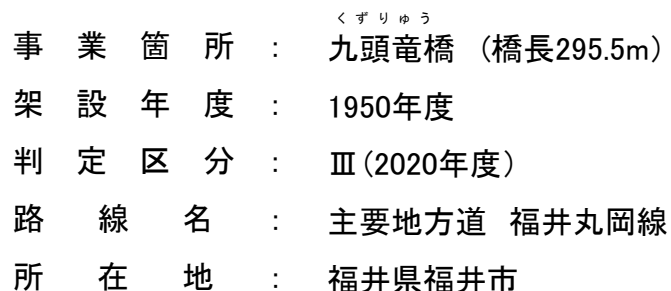 くずりゅう
事業箇所:九頭竜橋 (橋長295.5m)
架設年度:1950年度
判定区分:Ⅲ(2020年度)
路線名:主要地方道 福井丸岡線
所在地:福井県福井市